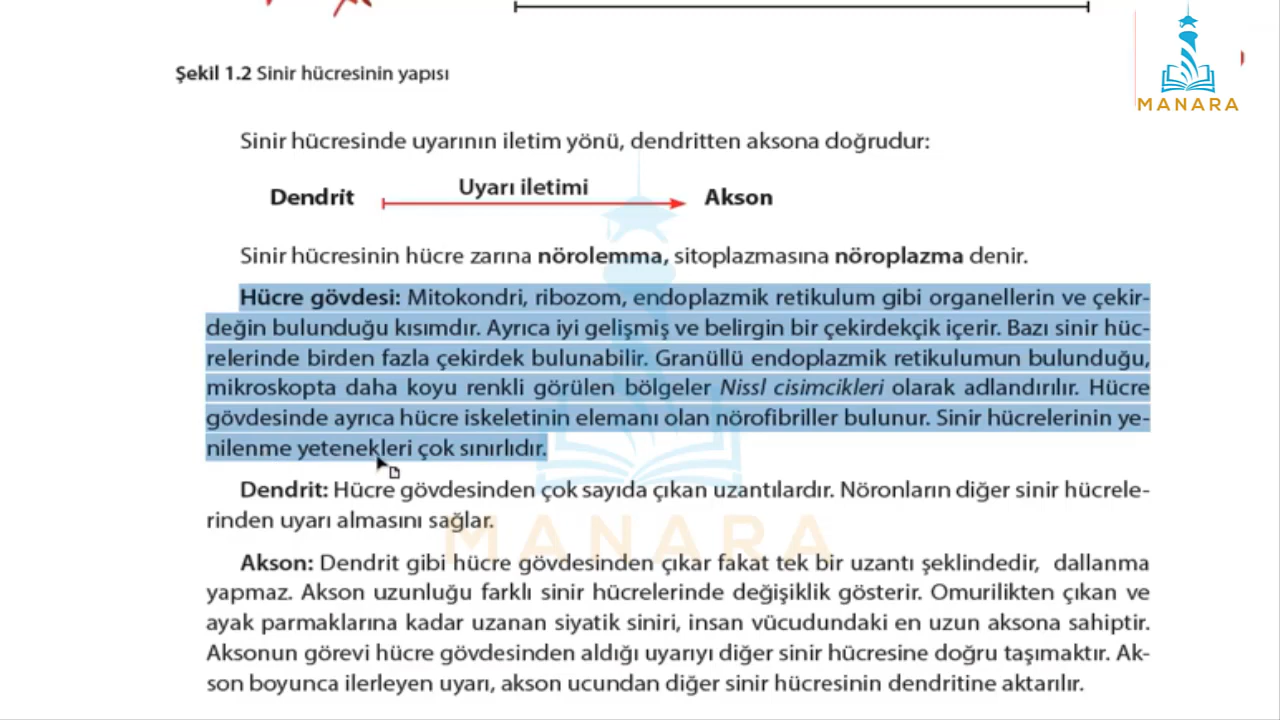 MANARA
Şekil 1.2 Sinir hücresinin yapısı
Sinir hücresinde uyarının iletim yönü, dendritten aksona doğrudur:
Dendrit Uyarı iletimi Akson
Sinir hücresinin hücre zarına nörolemma, sitoplazmasına nöroplazma denir.
Hücre gövdesi: Mitokondri, ribozom, endoplazmik retikulum gibi organellerin ve çekir-
değin bulunduğu kısımdır. Ayrıca iyi gelişmiş ve belirgin bir çekirdekçik içerir. Bazı sinir hüc-
relerinde birden fazla çekirdek bulunabilir. Granüllü endoplazmik retikulumun bulunduğu,
mikroskopta daha koyu renkli görülen bölgeler Nissl cisimcikleri olarak adlandırılır. Hücre
gövdesinde ayrıca hücre iskeletinin elemanı olan nörofibriller bulunur. Sinir hücrelerinin ye-
nilenme yetenekleri çok sınırlıdır.
Dendrit: Hücre gövdesinden çok sayıda çıkan uzantılardır. Nöronların diğer sinir hücrele-
rinden uyarı almasını sağlar.
MANARA
Akson: Dendrit gibi hücre gövdesinden çıkar fakat tek bir uzantı şeklindedir, dallanma
yapmaz. Akson uzunluğu farklı sinir hücrelerinde değişiklik gösterir. Omurilikten çıkan ve
ayak parmaklarına kadar uzanan siyatik siniri, insan vücudundaki en uzun aksona sahiptir.
Aksonun görevi hücre gövdesinden aldığı uyarıyı diğer sinir hücresine doğru taşımaktır. Ak-
son boyunca ilerleyen uyarı, akson ucundan diğer sinir hücresinin dendritine aktarılır.